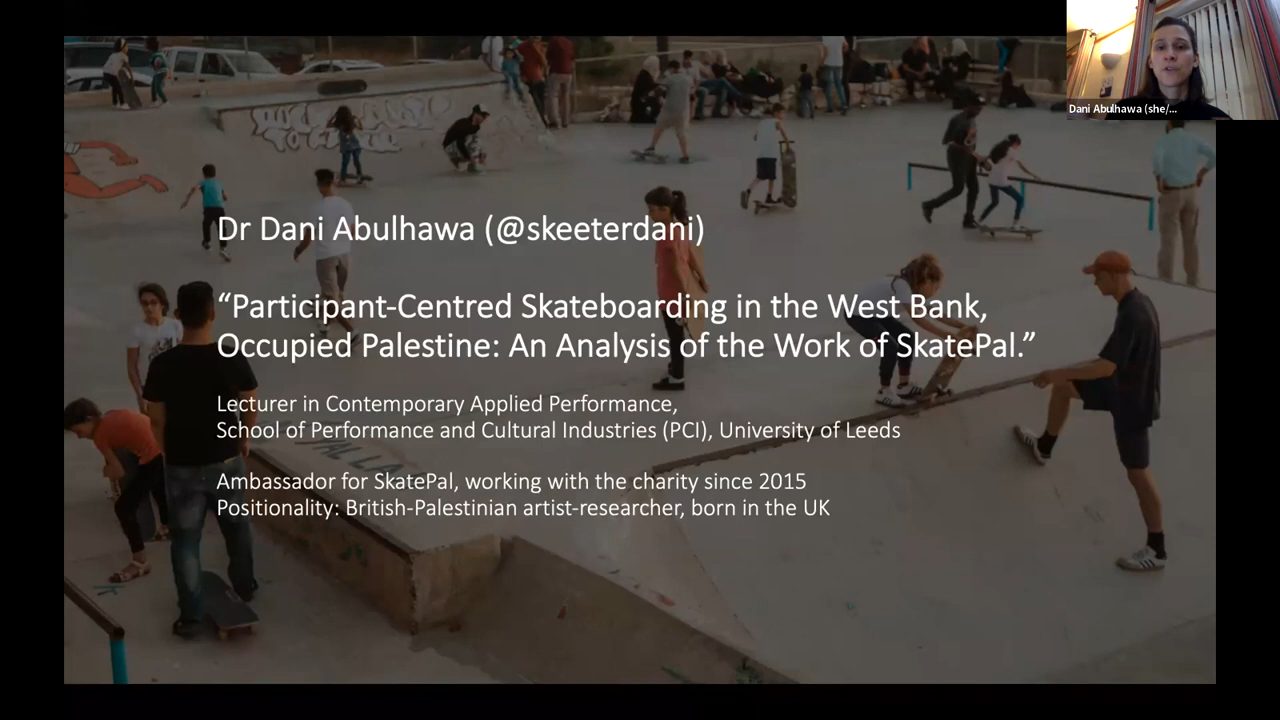 Dani Abulhawa (she/...
Dr Dani Abulhawa (@skeeterdani)
“Participant-Centred Skateboarding in the West Bank,
Occupied Palestine: An Analysis of the Work of SkatePal.”
Lecturer in Contemporary Applied Performance,
School of Performance and Cultural Industries (PCI), University of Leeds
Ambassador for SkatePal, working with the charity since 2015
Positionality: British-Palestinian artist-researcher, born in the UK